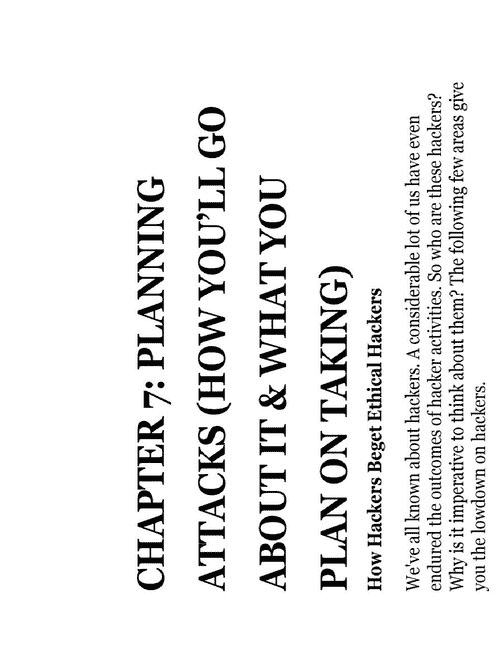 CHAPTER 7: PLANNING
ATTACKS (HOW YOU'LL GO
ABOUT IT & WHAT YOU
PLAN ON TAKING)
How Hackers Beget Ethical Hackers
We've all known about hackers. A considerable lot of us have even
endured the outcomes of hacker activities. So who are these hackers?
Why is it imperative to think about them? The following few areas give
you the lowdown on hackers.